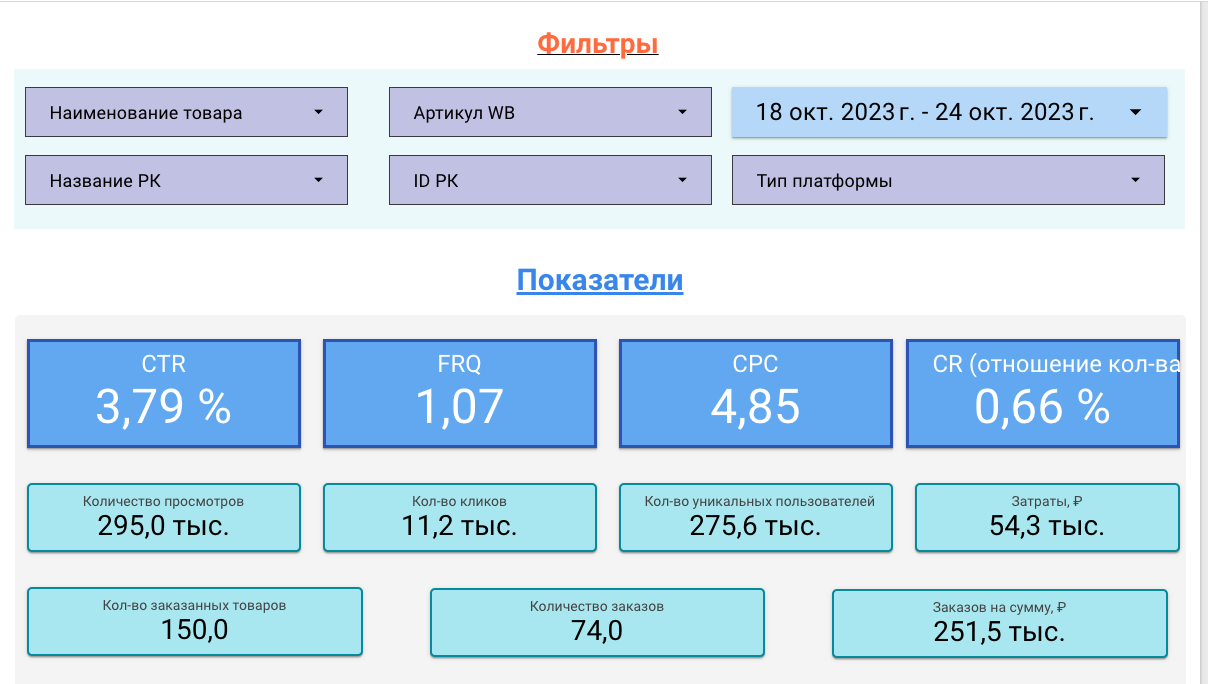 Фильтры
Наименование товара
Артикул WB
18 окт. 2023 г. - 24 окт. 2023 г.
Название РК
ID РК
Тип платформы
Показатели
CTR
3,79 %
FRQ
1,07
CPC
4,85
CR (отношение кол-ва
0,66 %
Количество просмотров
295,0 тыс.
Кол-во кликов
11,2 тыс.
Кол-во уникальных пользователей
275,6 тыс.
Затраты, ₽
54,3 тыс.
Кол-во заказанных товаров
150,0
Количество заказов
74,0
Заказов на сумму, ₽
251,5 тыс.